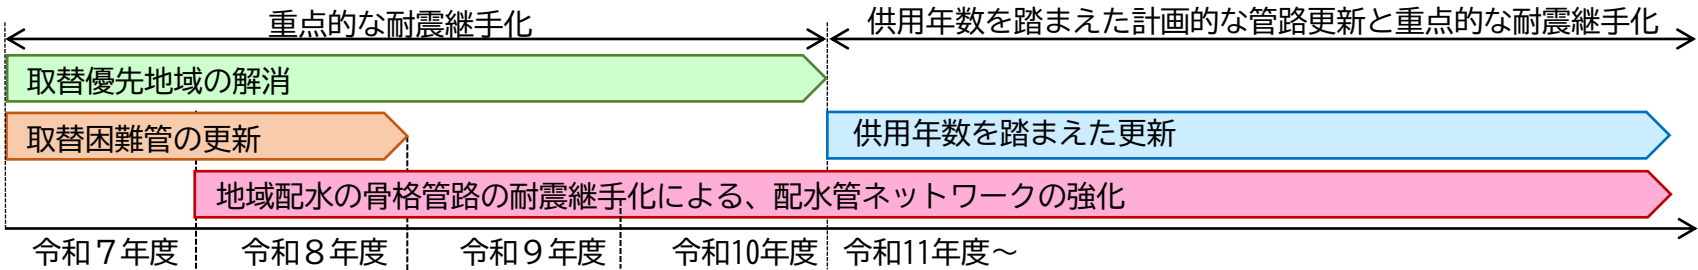 重点的な耐震継手化
供用年数を踏まえた計画的な管路更新と重点的な耐震継手化
取替優先地域の解消
取替困難管の更新
供用年数を踏まえた更新
地域配水の骨格管路の耐震継手化による、配水管ネットワークの強化
令和７年度
令和８年度
令和９年度
令和10年度
令和11年度～